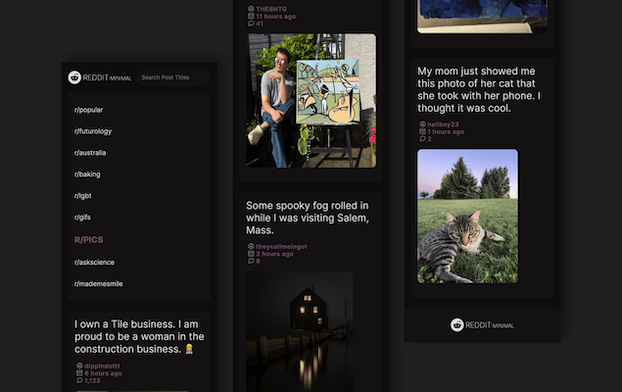 REDDIT MINIMAL
Search Post Titles
r/popular
r/futurology
r/australia
r/baking
r/lgbt
r/gifs
R/PICS
r/askscience
r/mademesmile
I own a Tile business. I am
proud to be a woman in the
construction business. 👷🏼‍♀️
dippindottt
6 hours ago
1,123
THEBNTG
11 hours ago
41
Some spooky fog rolled in
while I was visiting Salem,
Mass.
theycallmeingot
2 hours ago
8
My mom just showed me
this photo of her cat that
she took with her phone. I
thought it was cool.
hellboy23
1 hours ago
2
REDDIT MINIMAL